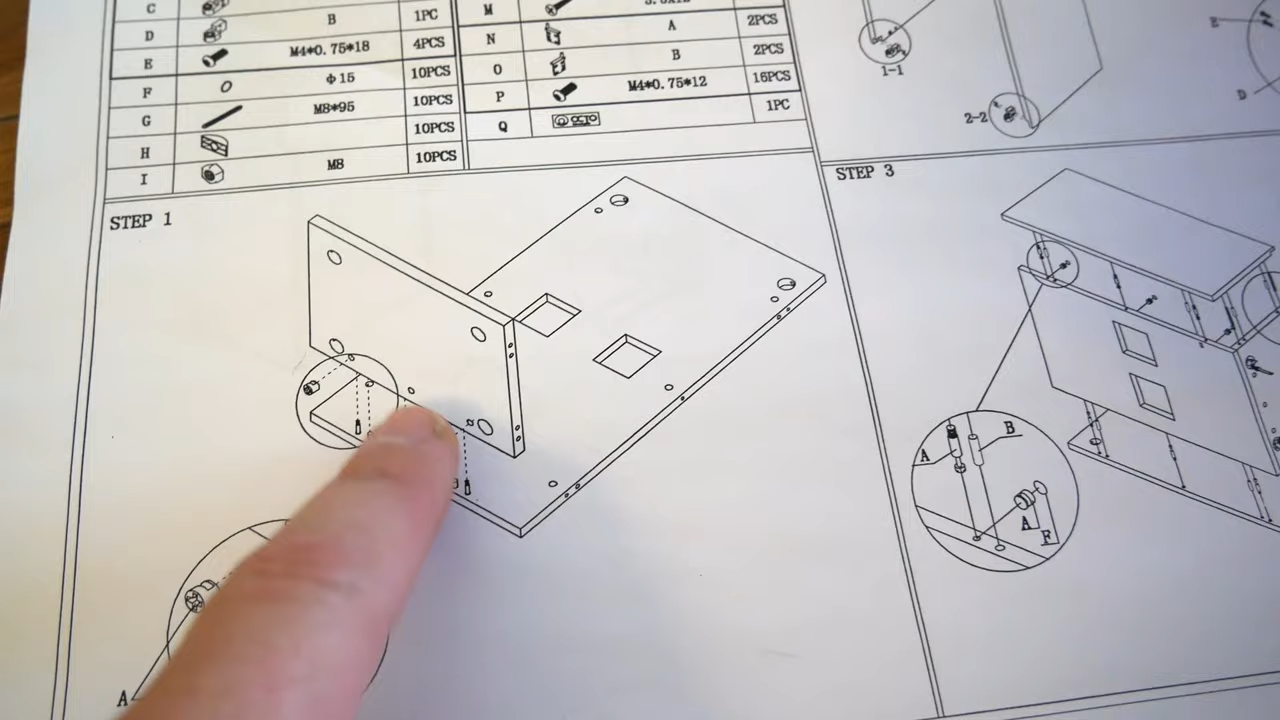 C
D B 1PC
E M4*0.75*18 4PCS
F Φ15 10PCS
G M8*95 10PCS
H 10PCS
I M8 10PCS
M
N A 2PCS
O B 2PCS
P M4*0.75*12 16PCS
Q 1PC
1-1
2-2
E
D
STEP 1
A
STEP 3
A
B
A
F